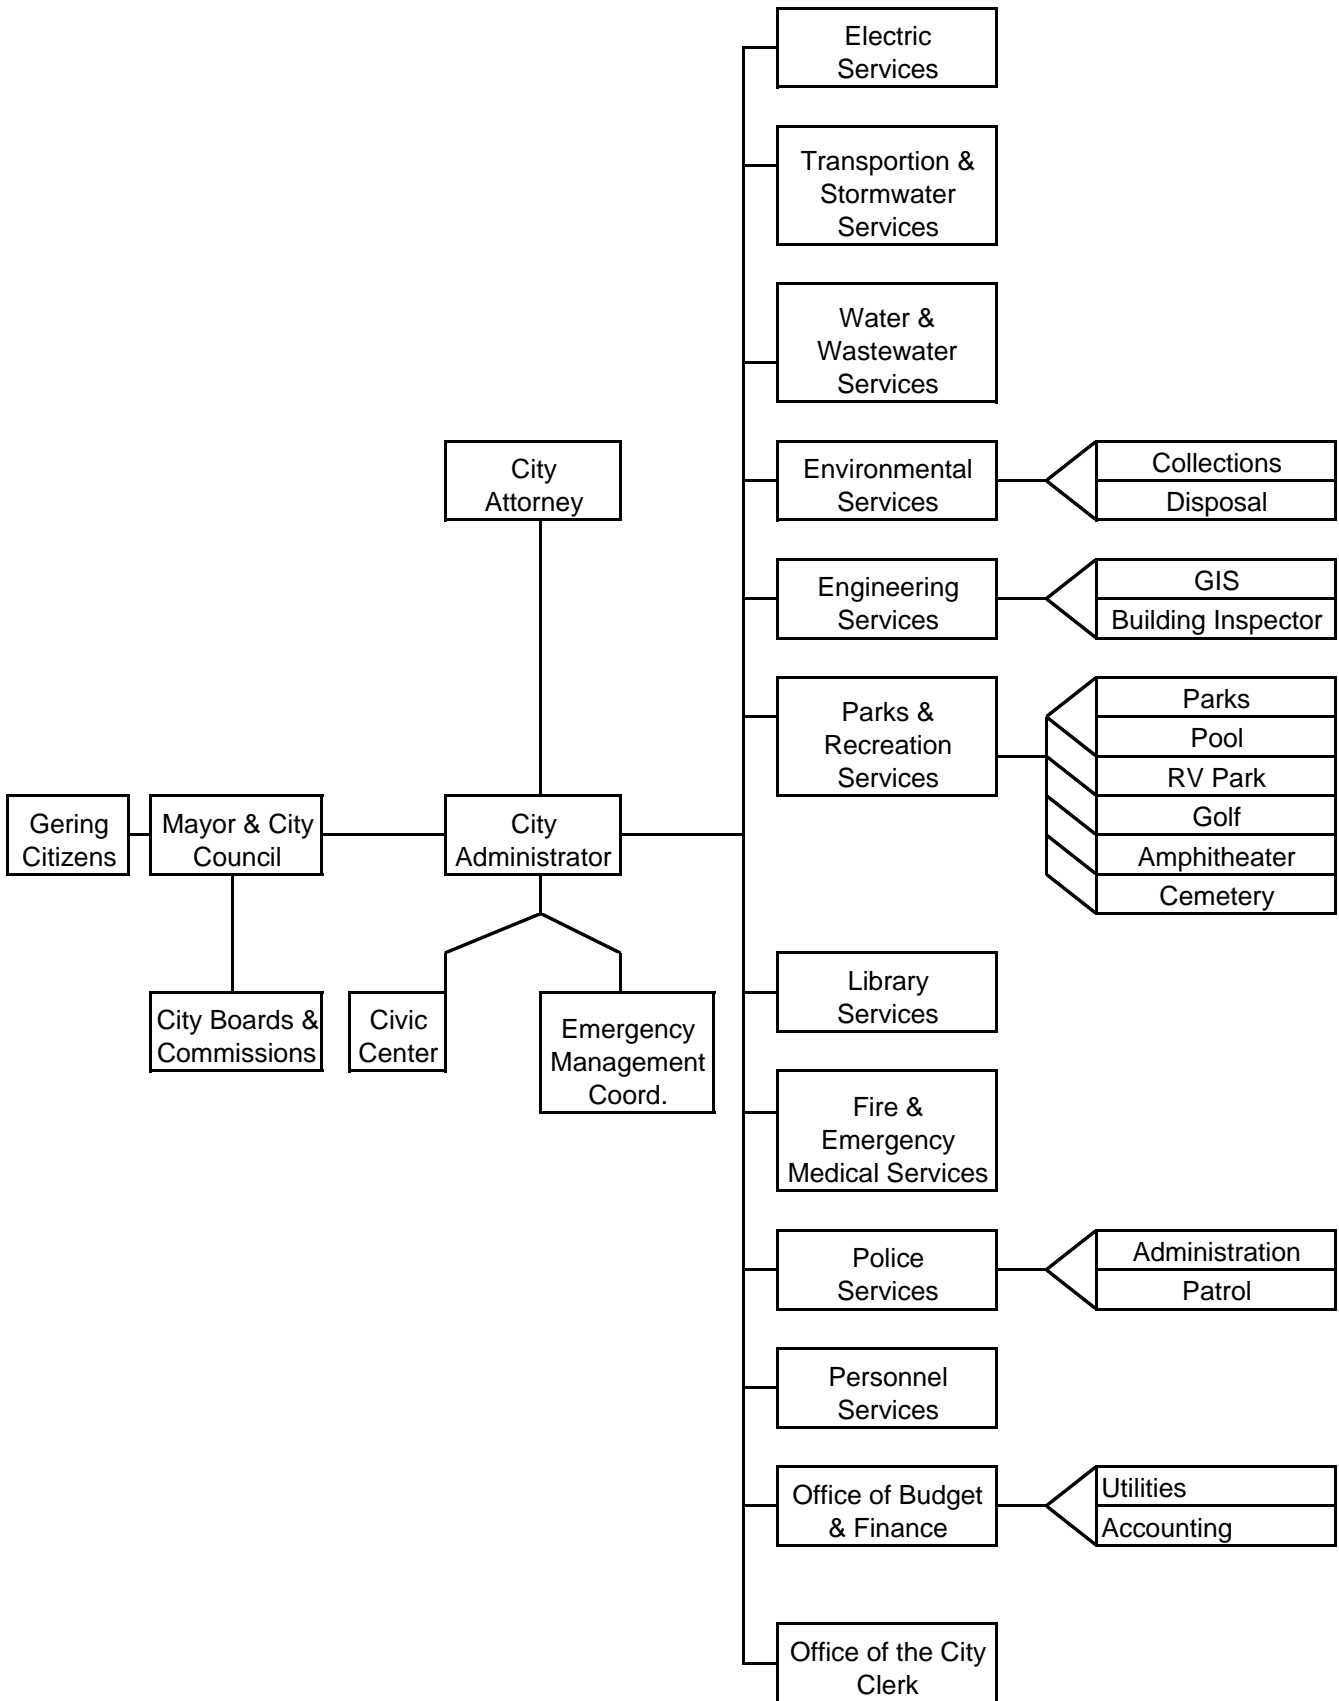 Electric
Services
Transportion &
Stormwater
Services
Water &
Wastewater
Services
City
Attorney
Environmental
Services
Collections
Disposal
Engineering
Services
GIS
Building Inspector
Parks &
Recreation
Services
Parks
Pool
RV Park
Golf
Amphitheater
Cemetery
Gering
Citizens
Mayor & City
Council
City
Administrator
City Boards &
Commissions
Civic
Center
Emergency
Management
Coord.
Library
Services
Fire &
Emergency
Medical Services
Police
Services
Administration
Patrol
Personnel
Services
Office of Budget
& Finance
Utilities
Accounting
Office of the City
Clerk